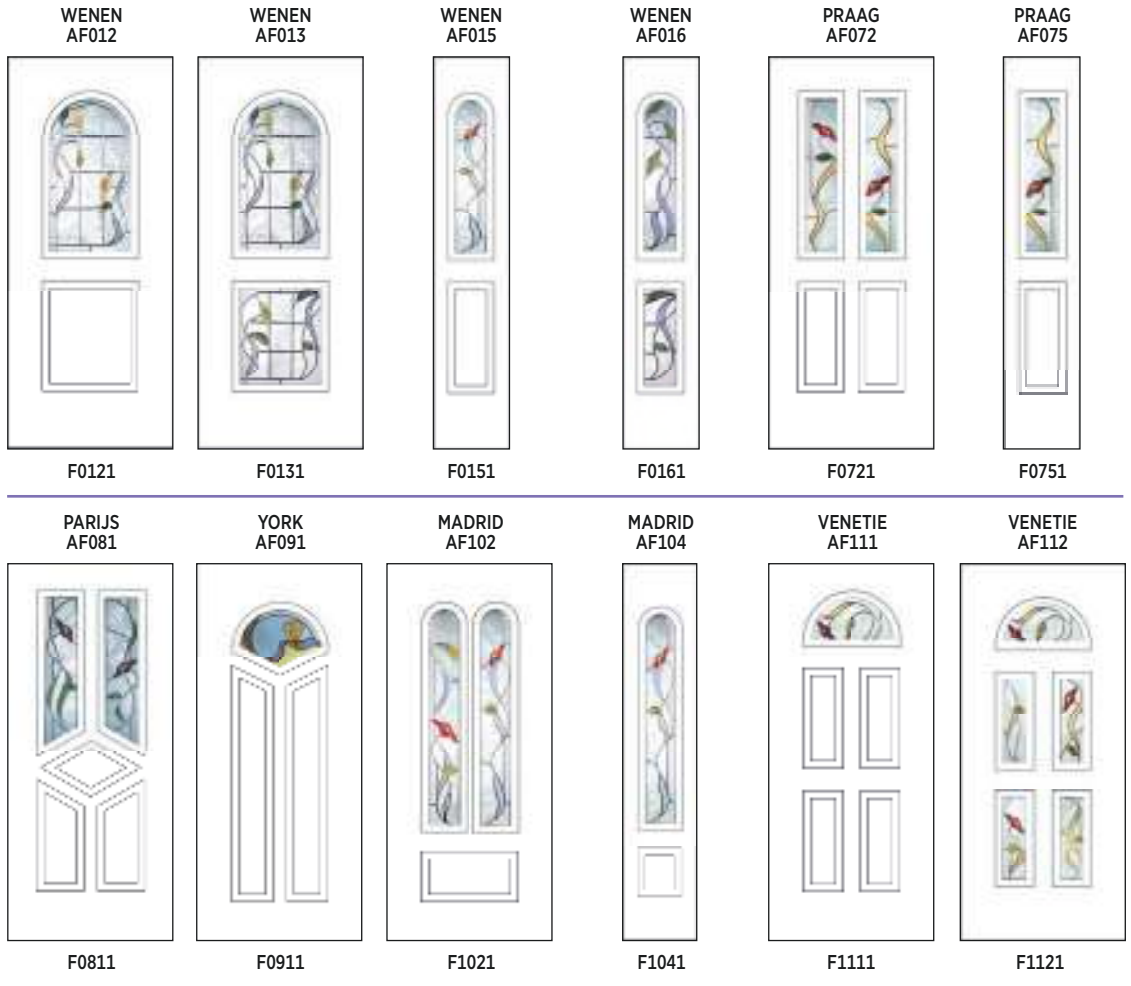 WENEN
AF012
WENEN
AF013
WENEN
AF015
WENEN
AF016
PRAAG
AF072
PRAAG
AF075
F0121
F0131
F0151
F0161
F0721
F0751
PARIJS
AF081
YORK
AF091
MADRID
AF102
MADRID
AF104
VENETIE
AF111
VENETIE
AF112
F0811
F0911
F1021
F1041
F1111
F1121